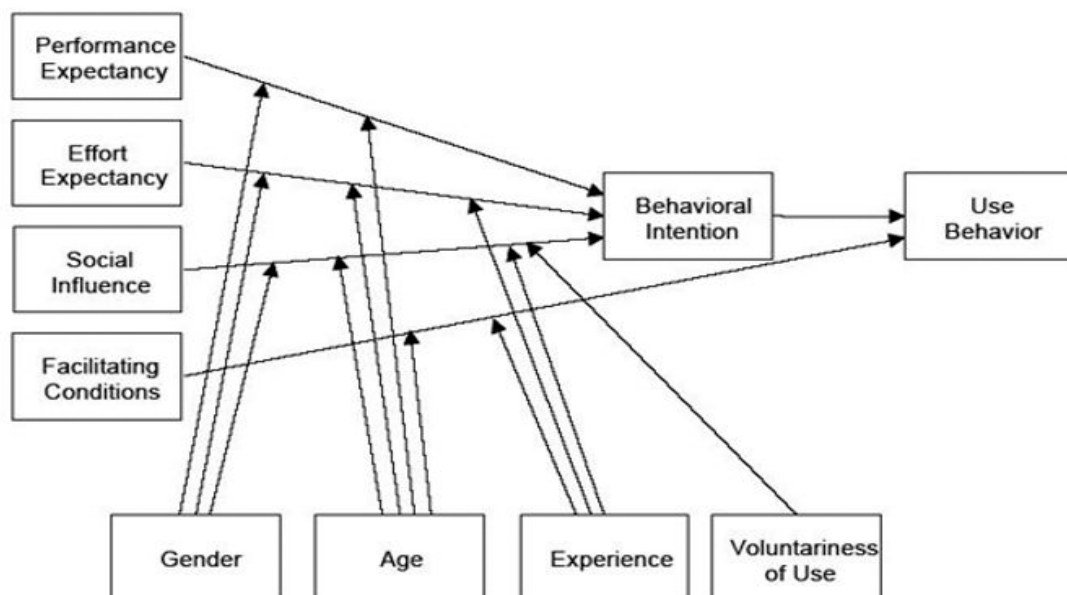 Performance
Expectancy
Effort
Expectancy
Social
Influence
Facilitating
Conditions
Behavioral
Intention
Use
Behavior
Gender
Age
Experience
Voluntariness
of Use